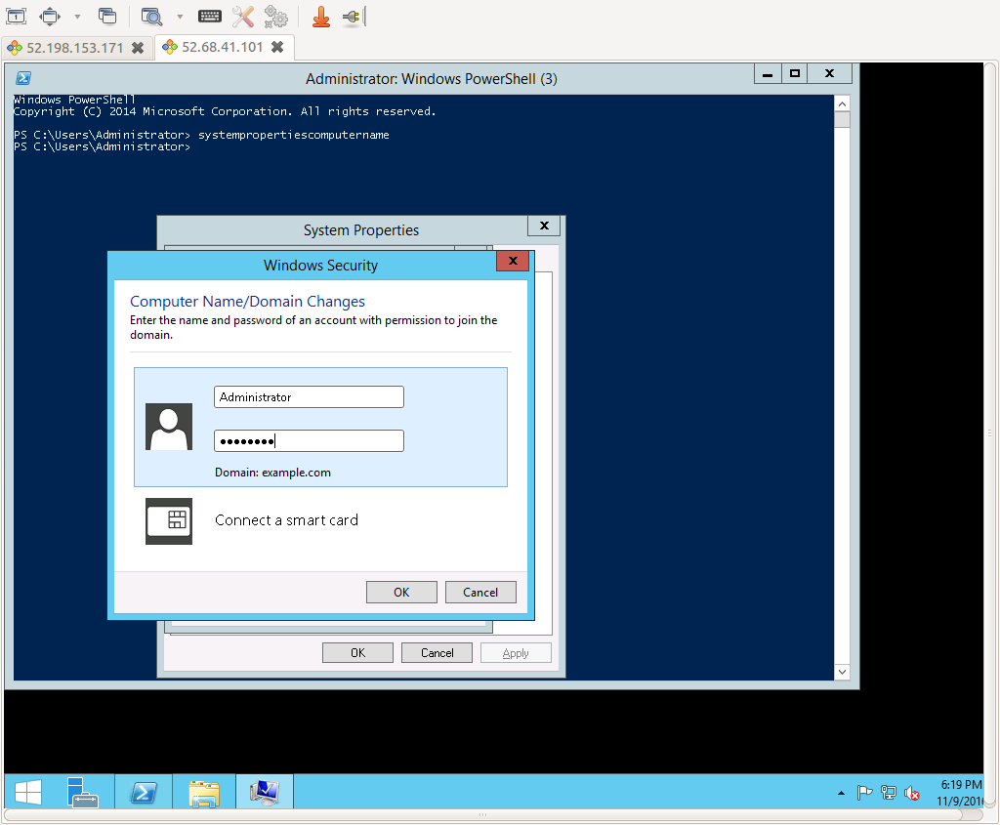 52.198.153.171
52.68.41.101
Administrator: Windows PowerShell (3)
Windows PowerShell
Copyright (C) 2014 Microsoft Corporation. All rights reserved.
PS C:\Users\Administrator> systempropertiescomputername
PS C:\Users\Administrator>
System Properties
Windows Security
Computer Name/Domain Changes
Enter the name and password of an account with permission to join the
domain.
Administrator
Domain: example.com
Connect a smart card
OK
Cancel
OK
Cancel
Apply
6:19 PM
11/9/201